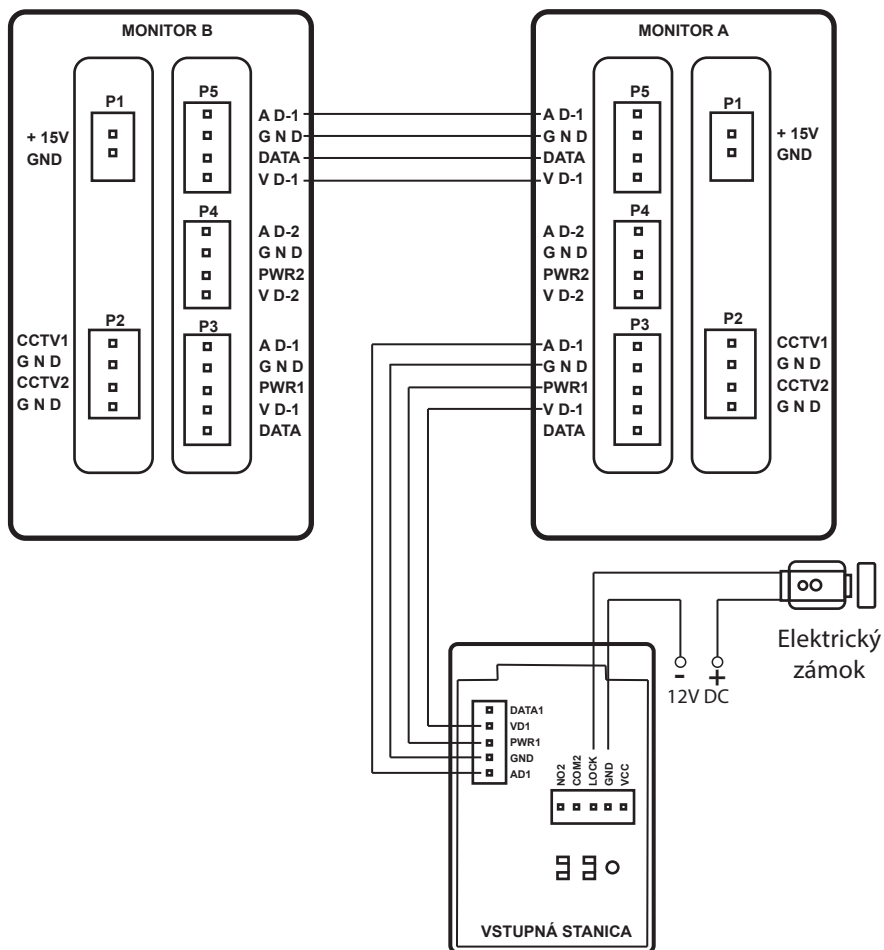 MONITOR B
P1
+ 15V
GND
P2
CCTV1
G N D
CCTV2
G N D
P5
A D-1
G N D
DATA
V D-1
P4
A D-2
G N D
PWR2
V D-2
P3
A D-1
G N D
PWR1
V D-1
DATA
MONITOR A
P5
A D-1
G N D
DATA
V D-1
P4
A D-2
G N D
PWR2
V D-2
P3
A D-1
G N D
PWR1
V D-1
DATA
P1
+ 15V
GND
P2
CCTV1
G N D
CCTV2
G N D
Elektrický
zámok
- +
12V DC
DATA1
VD1
PWR1
GND
AD1
NO2
COM2
LOCK
GND
VCC
VSTUPNÁ STANICA